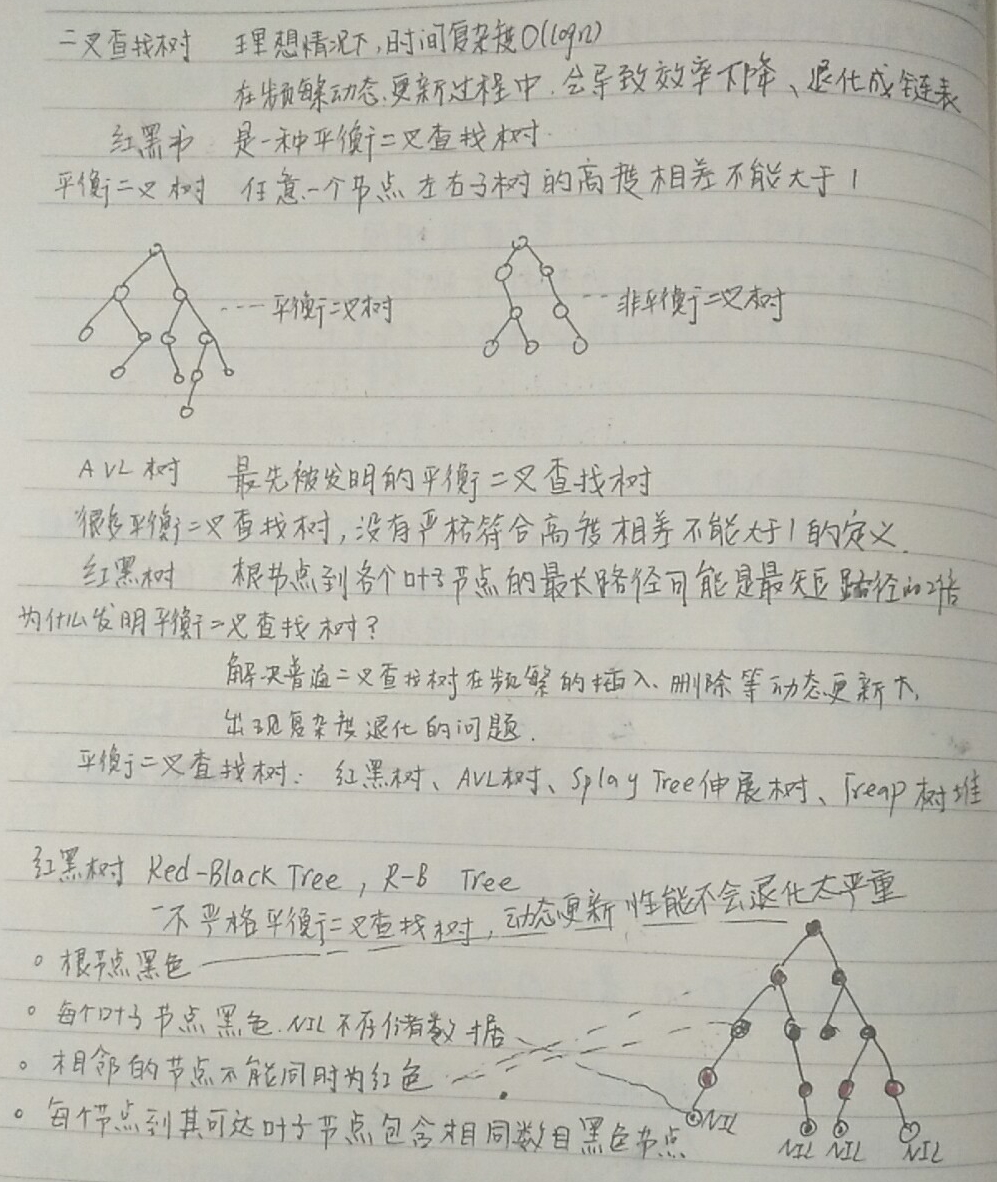 二叉查找树 理想情况下,时间复杂度O(logn)
在频繁动态更新过程中,会导致效率下降、退化成链表
红黑书 是一种平衡二叉查找树.
平衡二叉树 任意一个节点左右子树的高度相差不能大于1
平衡二叉树 非平衡二叉树
AVL树 最先被发明的平衡二叉查找树
很多平衡二叉查找树,没有严格符合高度相差不能大于1的定义.
红黑树 根节点到各个叶子节点的最长路径可能是最短路径的2倍
为什么发明平衡二叉查找树?
解决普通二叉查找树在频繁的插入、删除等动态更新下,
出现复杂度退化的问题.
平衡二叉查找树: 红黑树、AVL树、Splay Tree伸展树、Treap 树堆
红黑树 Red-Black Tree, R-B Tree
不严格平衡二叉查找树,动态更新性能不会退化太严重
。根节点黑色
。每个叶子节点黑色.NIL不存储数据
。相邻的节点不能同时为红色
。每个节点到其可达叶子节点包含相同数目黑色节点
NIL NIL NIL NIL